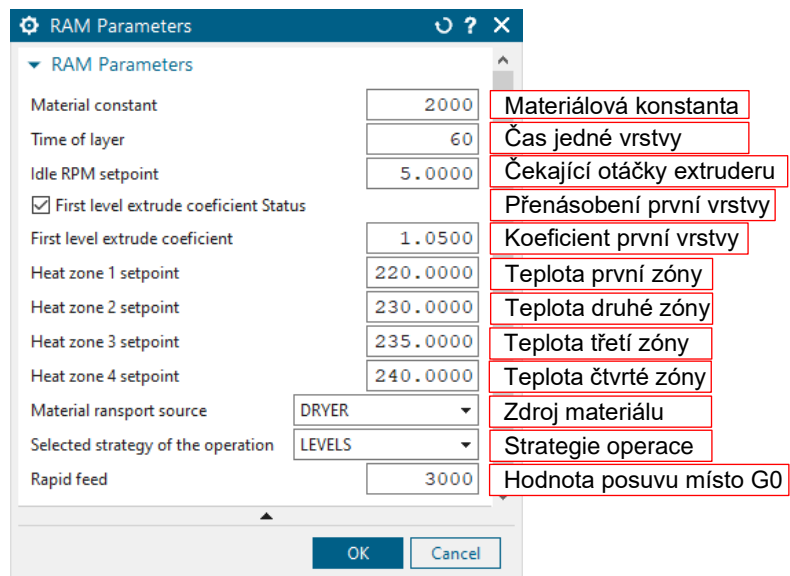 RAM Parameters
RAM Parameters
Material constant 2000 Materiálová konstanta
Time of layer 60 Čas jedné vrstvy
Idle RPM setpoint 5.0000 Čekající otáčky extruderu
First level extrude coeficient Status Přenásobení první vrstvy
First level extrude coeficient 1.0500 Koeficient první vrstvy
Heat zone 1 setpoint 220.0000 Teplota první zóny
Heat zone 2 setpoint 230.0000 Teplota druhé zóny
Heat zone 3 setpoint 235.0000 Teplota třetí zóny
Heat zone 4 setpoint 240.0000 Teplota čtvrté zóny
Material ransport source DRYER Zdroj materiálu
Selected strategy of the operation LEVELS Strategie operace
Rapid feed 3000 Hodnota posuvu místo G0
OK Cancel